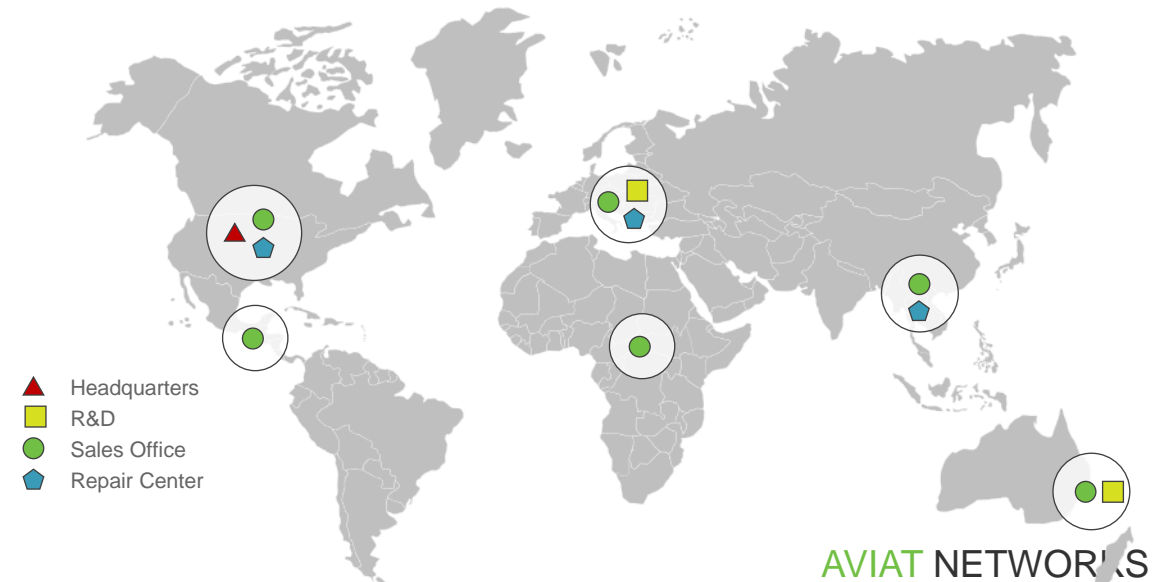 Headquarters
R&D
Sales Office
Repair Center
AVIAT NETWORKS